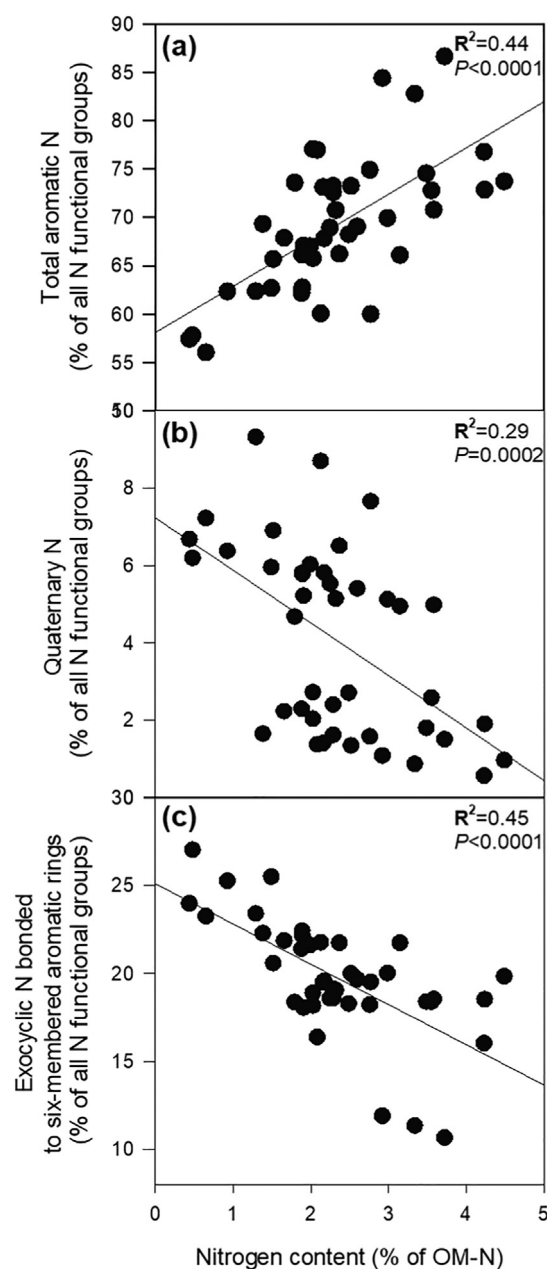 90
(a)
R²=0.44
P<0.0001
85
80
75
70
65
60
55
50
Total aromatic N
(% of all N functional groups)
10
(b)
R²=0.29
P=0.0002
8
6
4
2
Quaternary N
(% of all N functional groups)
30
(c)
R²=0.45
P<0.0001
25
20
15
10
Exocyclic N bonded
to six-membered aromatic rings
(% of all N functional groups)
0 1 2 3 4 5
Nitrogen content (% of OM-N)